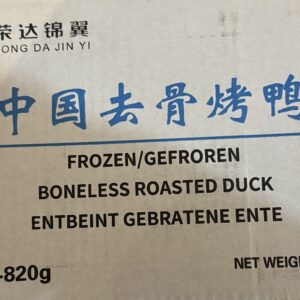 荣达锦翼
ONG DA JIN YI
中国去骨烤鸭
FROZEN/GEFROREN
BONELESS ROASTED DUCK
ENTBEINT GEBRATENE ENTE
-820g
NET WEIGH